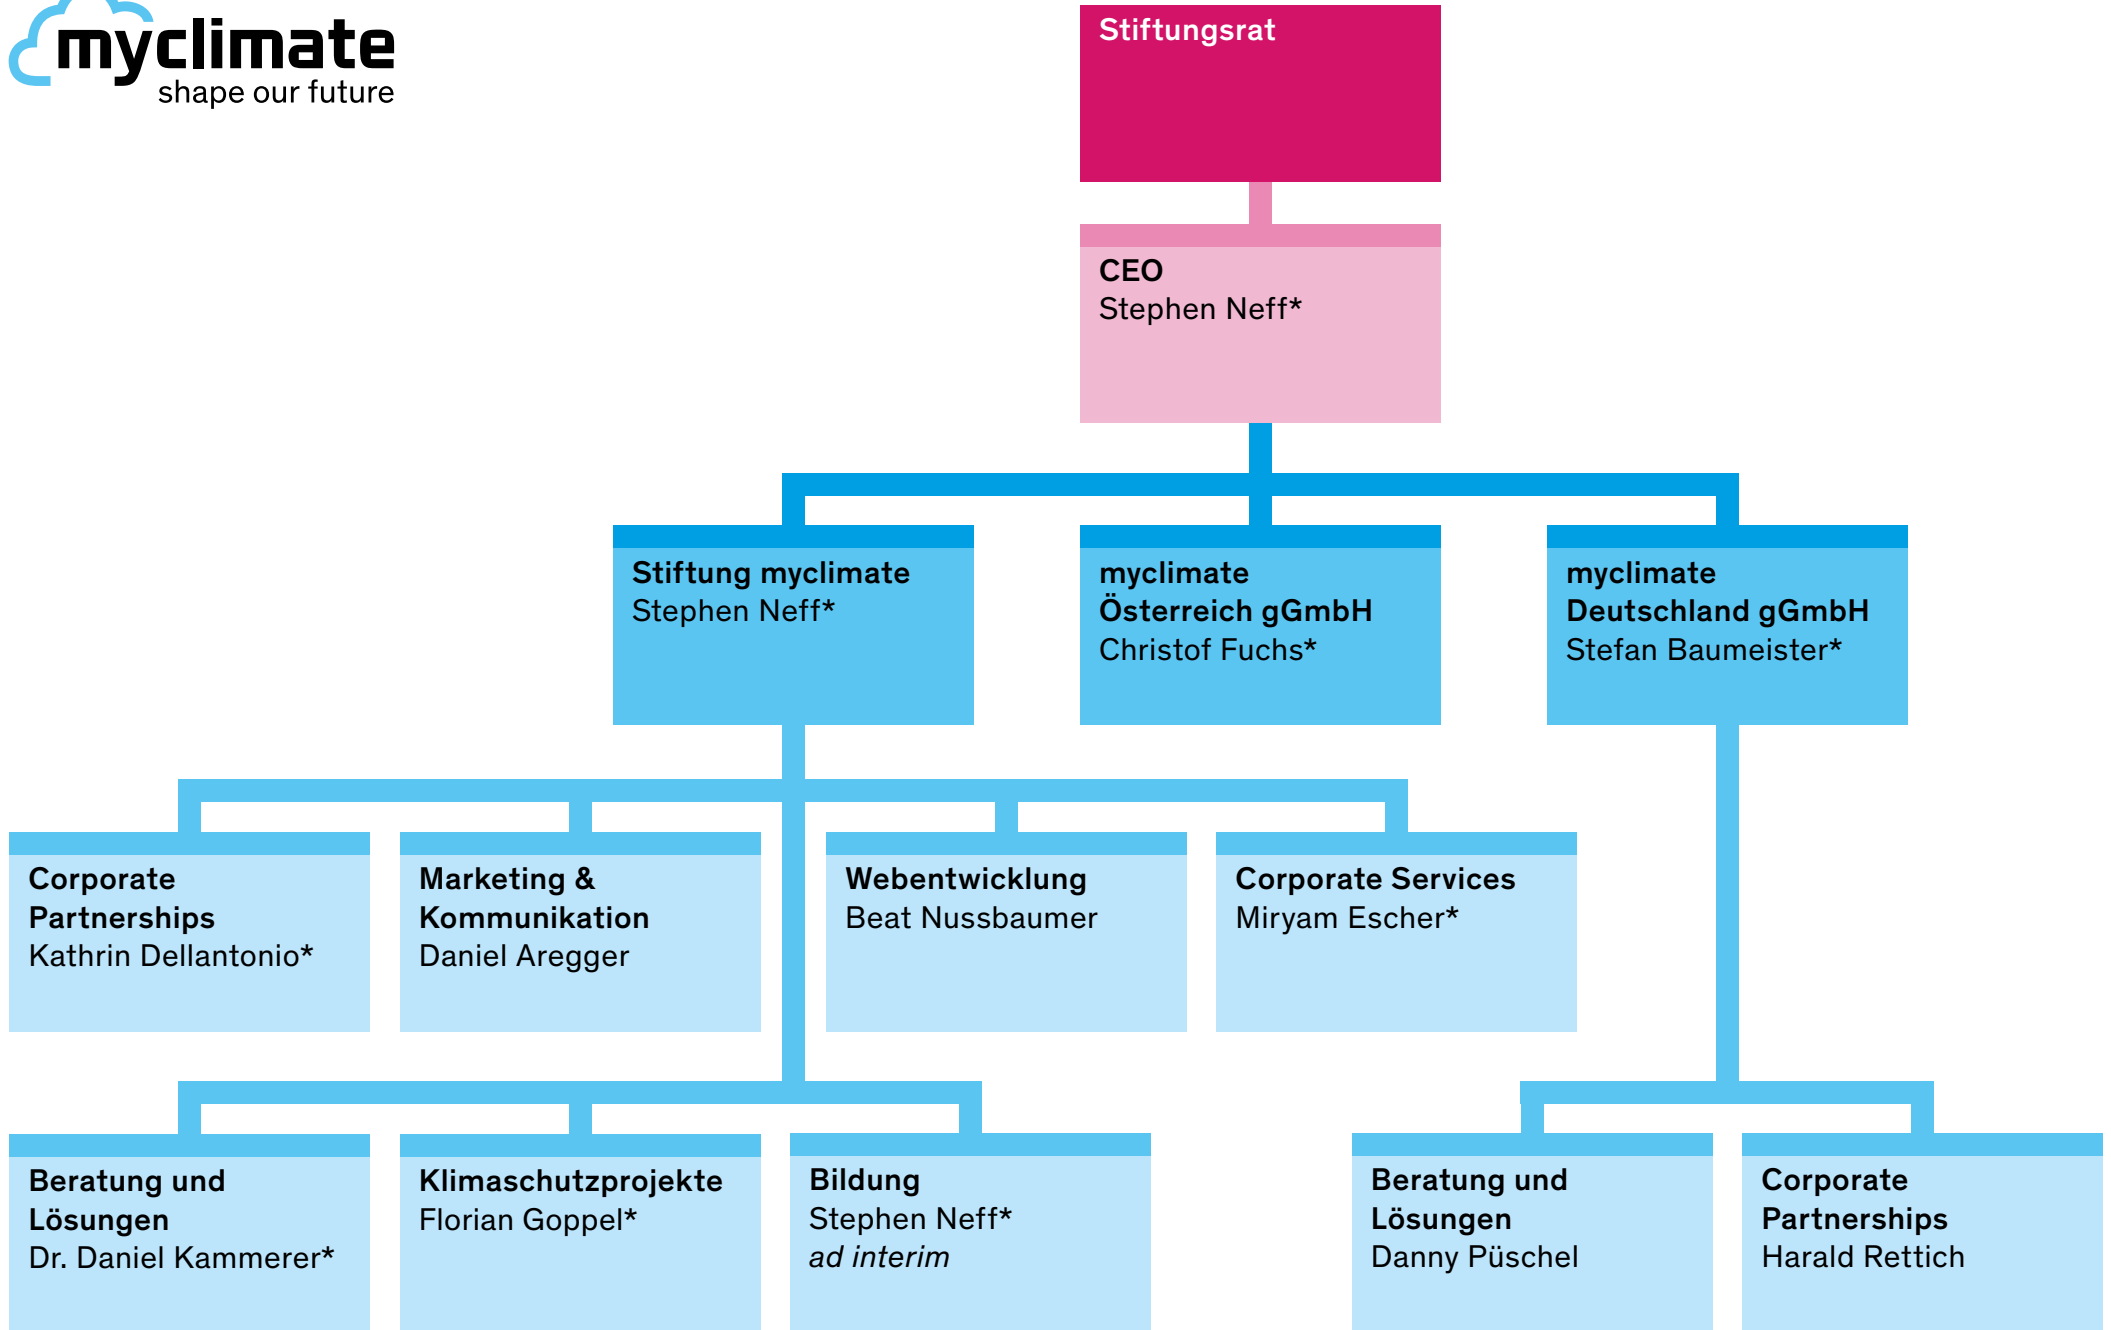 myclimate
shape our future
Stiftungsrat
CEO
Stephen Neff*
Stiftung myclimate
Stephen Neff*
myclimate
Österreich gGmbH
Christof Fuchs*
myclimate
Deutschland gGmbH
Stefan Baumeister*
Corporate
Partnerships
Kathrin Dellantonio*
Marketing &
Kommunikation
Daniel Aregger
Webentwicklung
Beat Nussbaumer
Corporate Services
Miryam Escher*
Beratung und
Lösungen
Dr. Daniel Kammerer*
Klimaschutzprojekte
Florian Goppel*
Bildung
Stephen Neff*
ad interim
Beratung und
Lösungen
Danny Püschel
Corporate
Partnerships
Harald Rettich